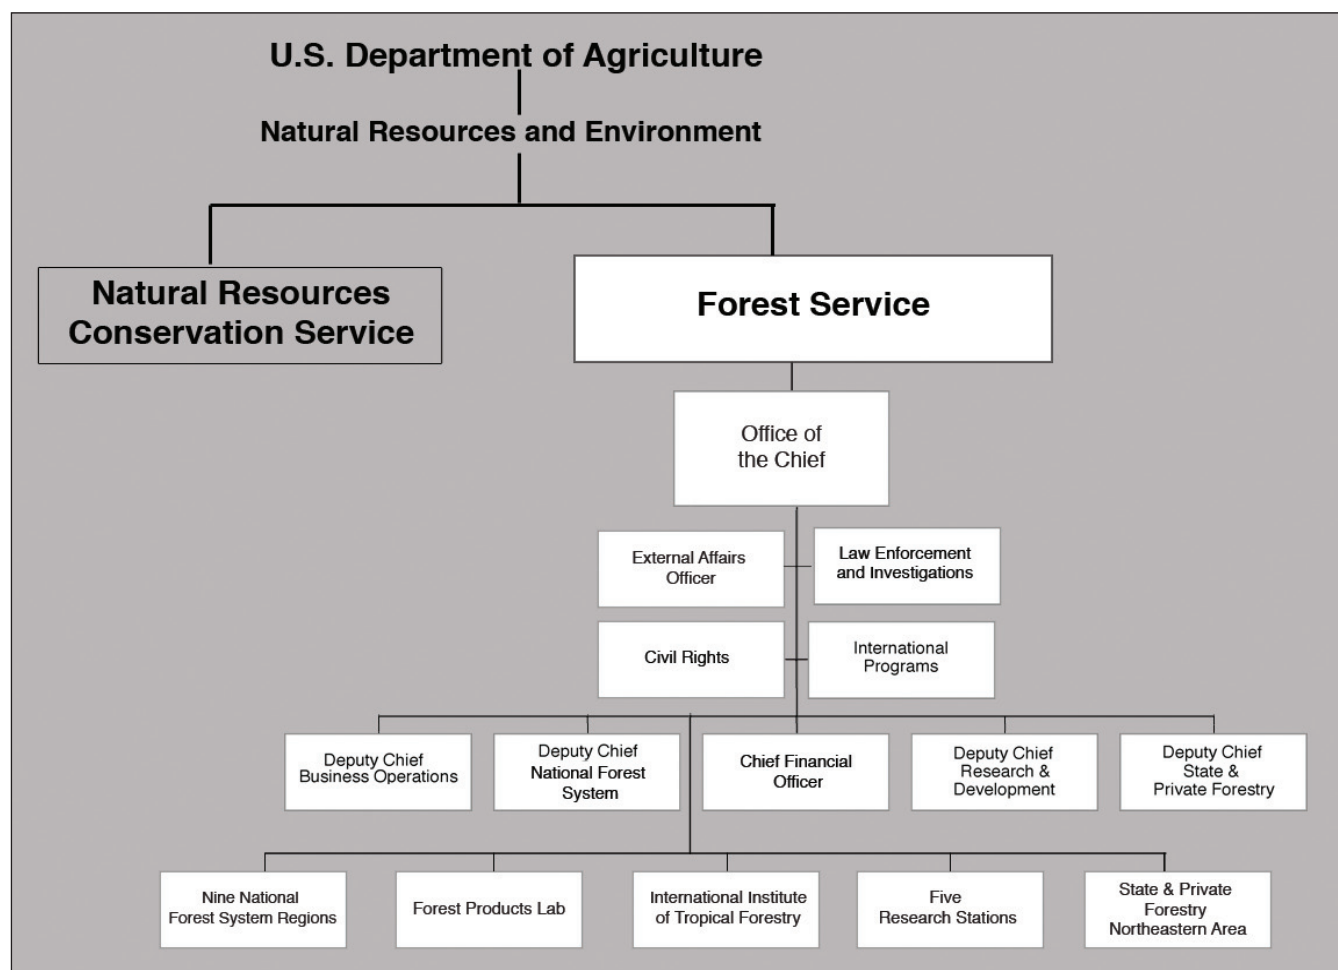 U.S. Department of Agriculture
Natural Resources and Environment
Natural Resources
Conservation Service
Forest Service
Office of
the Chief
External Affairs
Officer
Law Enforcement
and Investigations
Civil Rights
International
Programs
Deputy Chief
Business Operations
Deputy Chief
National Forest
System
Chief Financial
Officer
Deputy Chief
Research &
Development
Deputy Chief
State &
Private Forestry
Nine National
Forest System Regions
Forest Products Lab
International Institute
of Tropical Forestry
Five
Research Stations
State & Private
Forestry
Northeastern Area